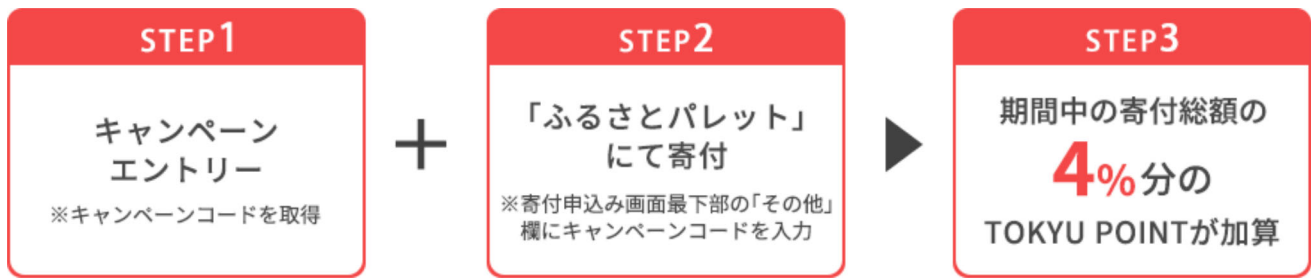 STEP1
キャンペーン
エントリー
※キャンペーンコードを取得
＋
STEP2
「ふるさとパレット」
にて寄付
※寄付申込み画面最下部の「その他」
欄にキャンペーンコードを入力
STEP3
期間中の寄付総額の
4%分の
TOKYU POINTが加算